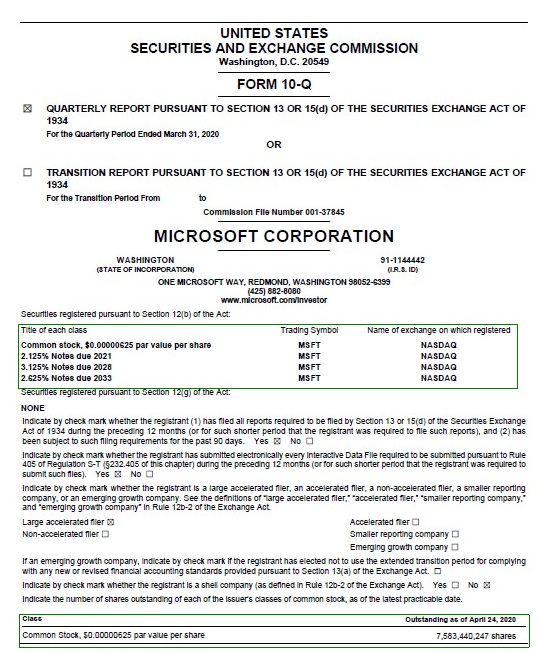 UNITED STATES
SECURITIES AND EXCHANGE COMMISSION
Washington, D.C. 20549
FORM 10-Q
☒ QUARTERLY REPORT PURSUANT TO SECTION 13 OR 15(d) OF THE SECURITIES EXCHANGE ACT OF
1934
For the Quarterly Period Ended March 31, 2020
OR
☐ TRANSITION REPORT PURSUANT TO SECTION 13 OR 15(d) OF THE SECURITIES EXCHANGE ACT OF
1934
For the Transition Period From to
Commission File Number 001-37845
MICROSOFT CORPORATION
WASHINGTON 91-1144442
(STATE OF INCORPORATION) (I.R.S. ID)
ONE MICROSOFT WAY, REDMOND, WASHINGTON 98052-6399
(425) 882-8080
www.microsoft.com/investor
Securities registered pursuant to Section 12(b) of the Act:
Title of each class Trading Symbol Name of exchange on which registered
Common stock, $0.00000625 par value per share MSFT NASDAQ
2.125% Notes due 2021 MSFT NASDAQ
3.125% Notes due 2028 MSFT NASDAQ
2.625% Notes due 2033 MSFT NASDAQ
Securities registered pursuant to Section 12(g) of the Act:
NONE
Indicate by check mark whether the registrant (1) has filed all reports required to be filed by Section 13 or 15(d) of the Securities Exchange
Act of 1934 during the preceding 12 months (or for such shorter period that the registrant was required to file such reports), and (2) has
been subject to such filing requirements for the past 90 days. Yes ☒ No ☐
Indicate by check mark whether the registrant has submitted electronically every Interactive Data File required to be submitted pursuant to Rule
405 of Regulation S-T (§232.405 of this chapter) during the preceding 12 months (or for such shorter period that the registrant was required to
submit such files). Yes ☒ No ☐
Indicate by check mark whether the registrant is a large accelerated filer, an accelerated filer, a non-accelerated filer, a smaller reporting
company, or an emerging growth company. See the definitions of “large accelerated filer,” “accelerated filer,” “smaller reporting company,”
and “emerging growth company” in Rule 12b-2 of the Exchange Act.
Large accelerated filer ☒ Accelerated filer ☐
Non-accelerated filer ☐ Smaller reporting company ☐
Emerging growth company ☐
If an emerging growth company, indicate by check mark if the registrant has elected not to use the extended transition period for complying
with any new or revised financial accounting standards provided pursuant to Section 13(a) of the Exchange Act. ☐
Indicate by check mark whether the registrant is a shell company (as defined in Rule 12b-2 of the Exchange Act). Yes ☐ No ☒
Indicate the number of shares outstanding of each of the issuer’s classes of common stock, as of the latest practicable date.
Class Outstanding as of April 24, 2020
Common Stock, $0.00000625 par value per share 7,583,440,247 shares